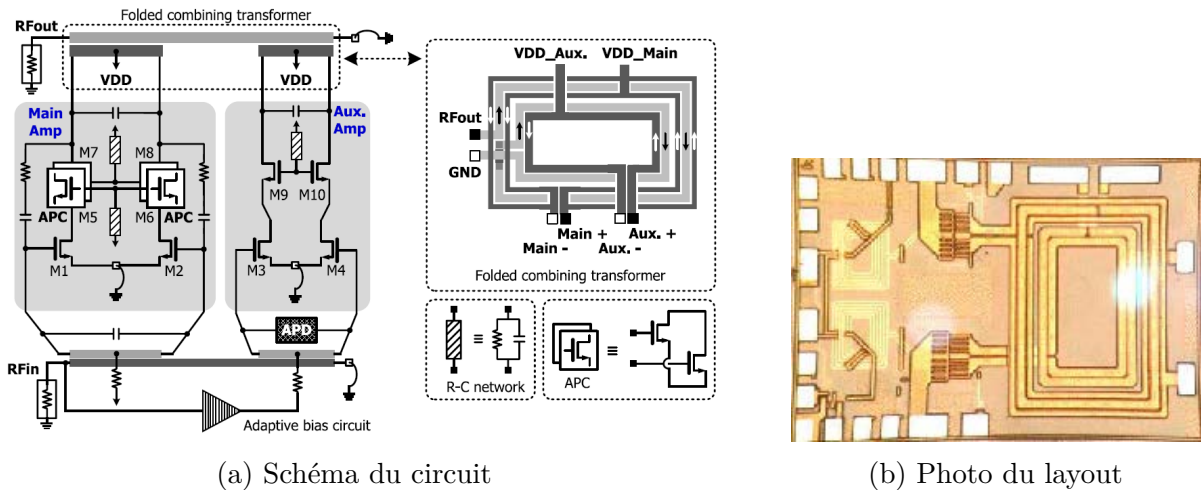 Folded combining transformer
RFout
VDD
VDD
Main
Amp
Aux.
Amp
M7
M8
M9
M10
APC
M5
M6
APC
M1
M2
M3
M4
APD
RFin
Adaptive bias circuit
VDD_Aux.
VDD_Main
RFout
GND
Main +
Aux. +
Main -
Aux. -
Folded combining transformer
≡
R-C network
≡
APC
(a) Schéma du circuit
(b) Photo du layout